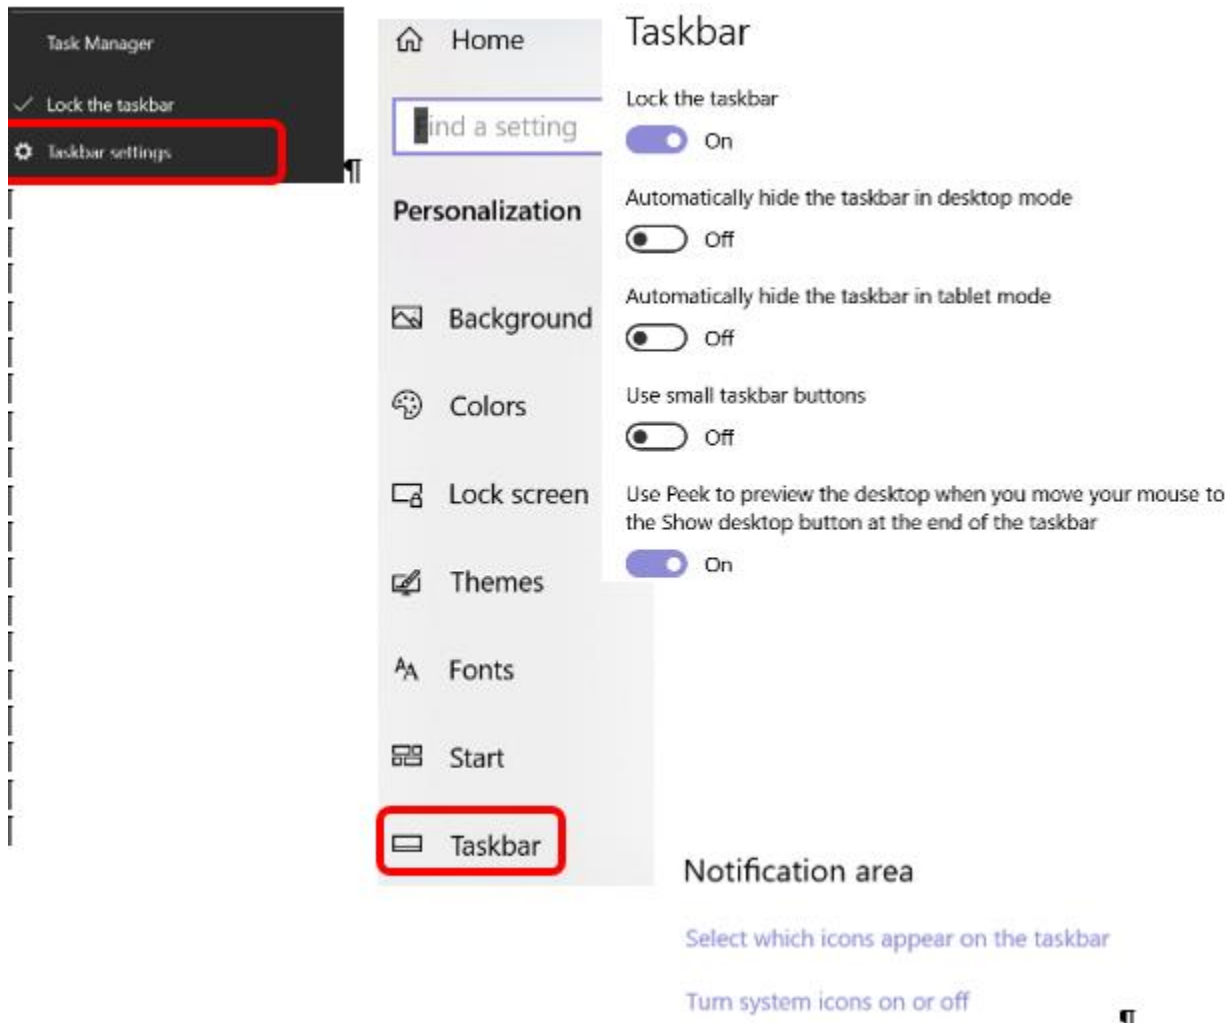 Task Manager
Lock the taskbar
Taskbar settings
¶
Home
Find a setting
Personalization
Background
Colors
Lock screen
Themes
Fonts
Start
Taskbar
Taskbar
Lock the taskbar
On
Automatically hide the taskbar in desktop mode
Off
Automatically hide the taskbar in tablet mode
Off
Use small taskbar buttons
Off
Use Peek to preview the desktop when you move your mouse to
the Show desktop button at the end of the taskbar
On
Notification area
Select which icons appear on the taskbar
Turn system icons on or off
¶